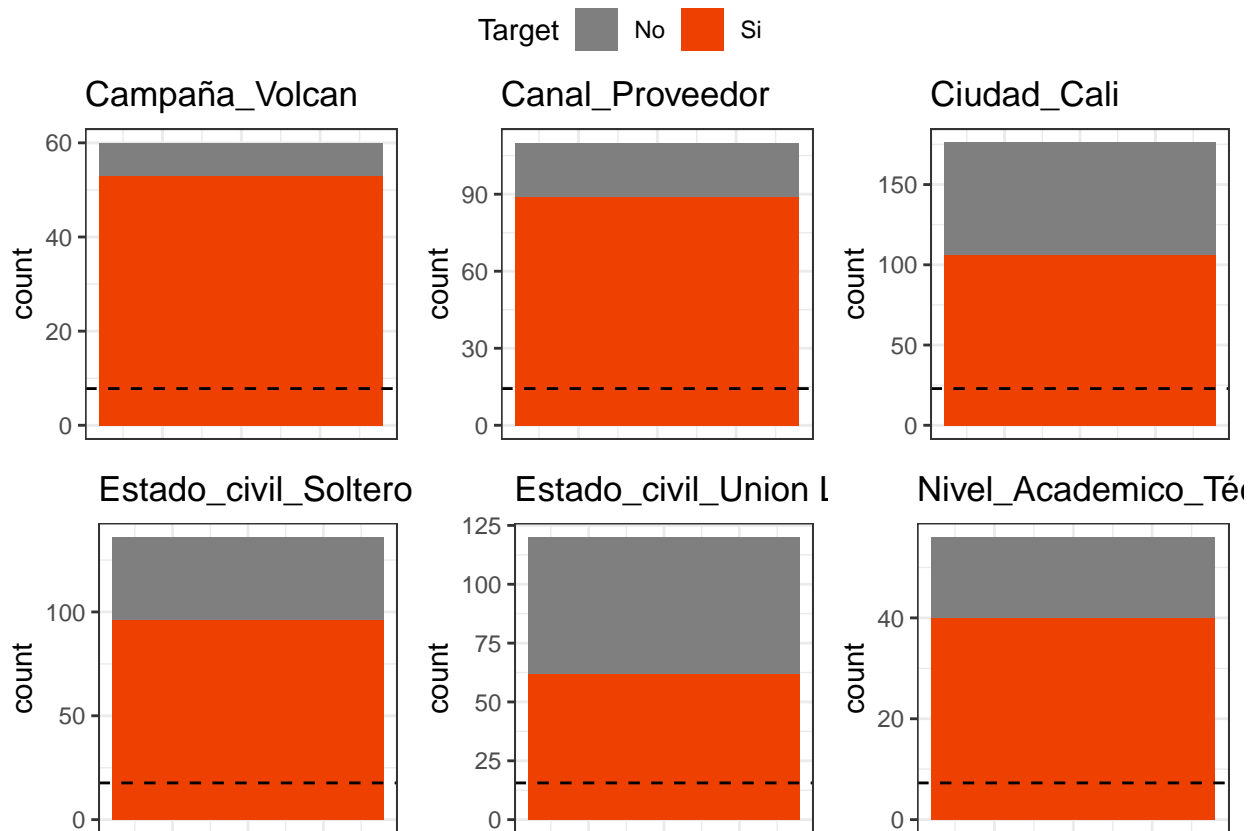 Target No Si
Campaña_Volcan
60
40
20
0
count
Canal_Proveedor
90
60
30
0
count
Ciudad_Cali
150
100
50
0
count
Estado_civil_Soltero
100
50
0
count
Estado_civil_Union L
125
100
75
50
25
0
count
Nivel_Academico_Té
40
20
0
count